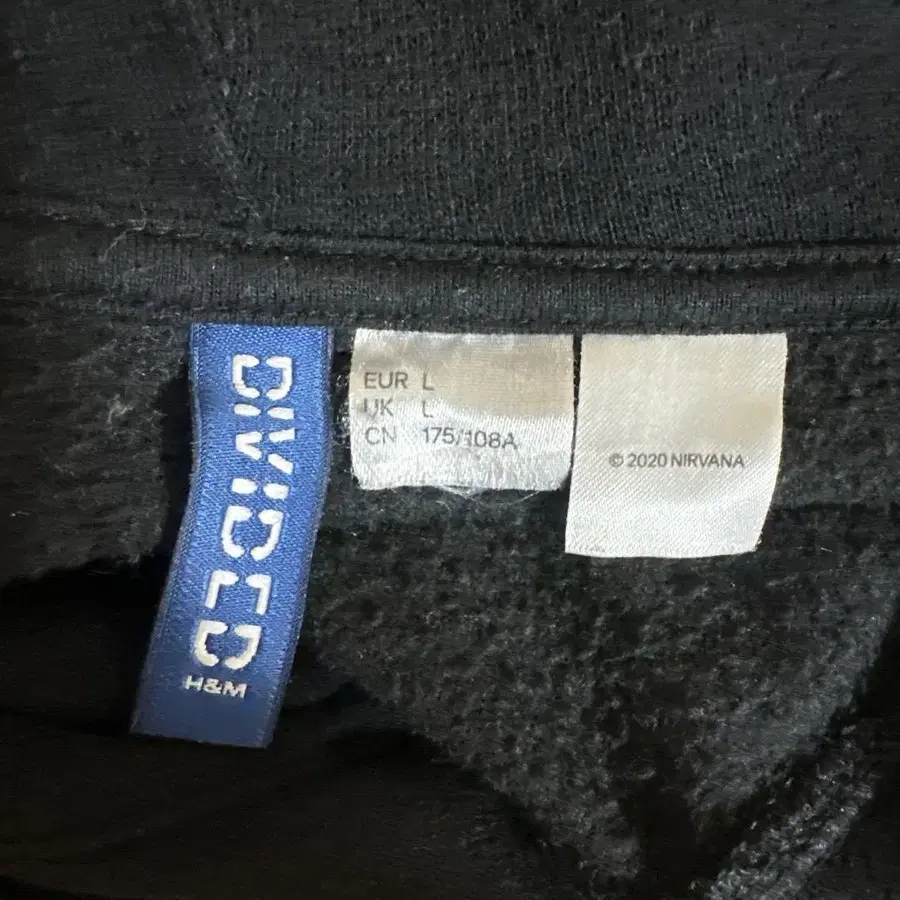 DIVIDED
H&M
EUR L
UK L
CN 175/108A
© 2020 NIRVANA